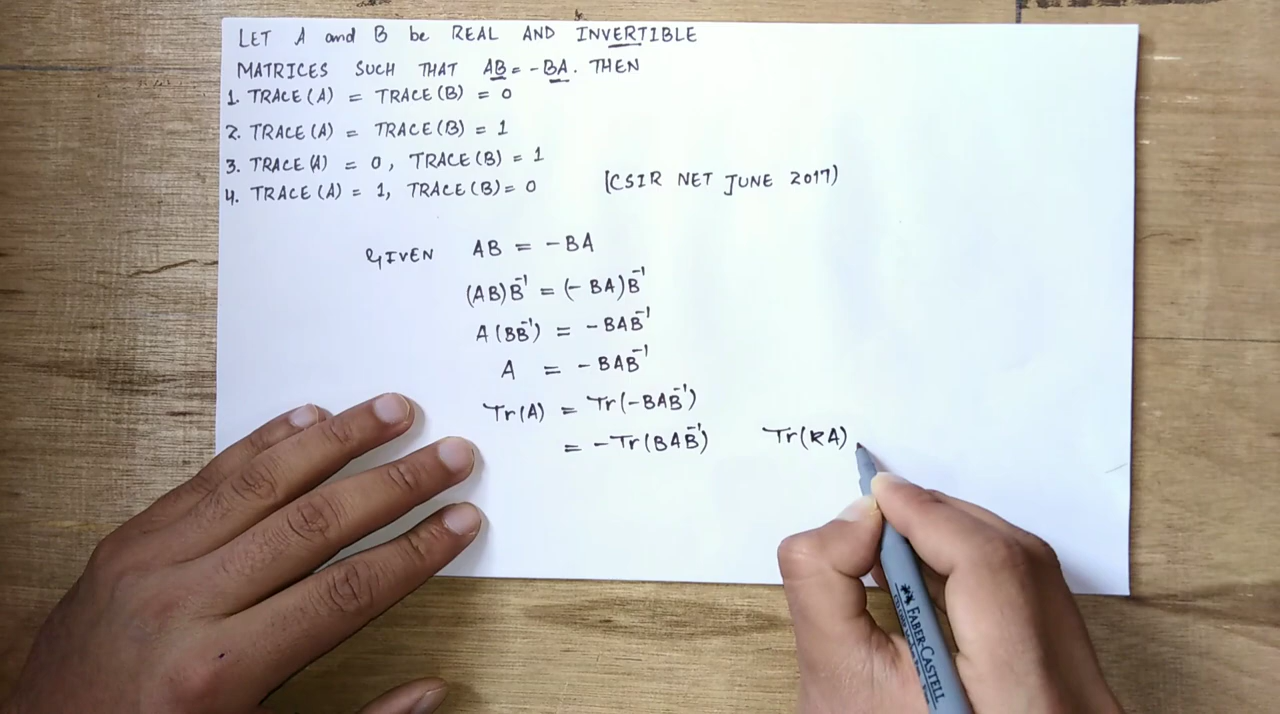 LET A and B be REAL AND INVERTIBLE
MATRICES SUCH THAT AB = -BA. THEN
1. TRACE(A) = TRACE(B) = 0
2. TRACE(A) = TRACE(B) = 1
3. TRACE(A) = 0, TRACE(B) = 1
4. TRACE(A) = 1, TRACE(B) = 0 [CSIR NET JUNE 2017)
GIVEN AB = -BA
(AB)B⁻¹ = (-BA)B⁻¹
A(BB⁻¹) = -BAB⁻¹
A = -BAB⁻¹
Tr(A) = Tr(-BAB⁻¹)
= -Tr(BAB⁻¹) Tr(KA)
FABER-CASTELL